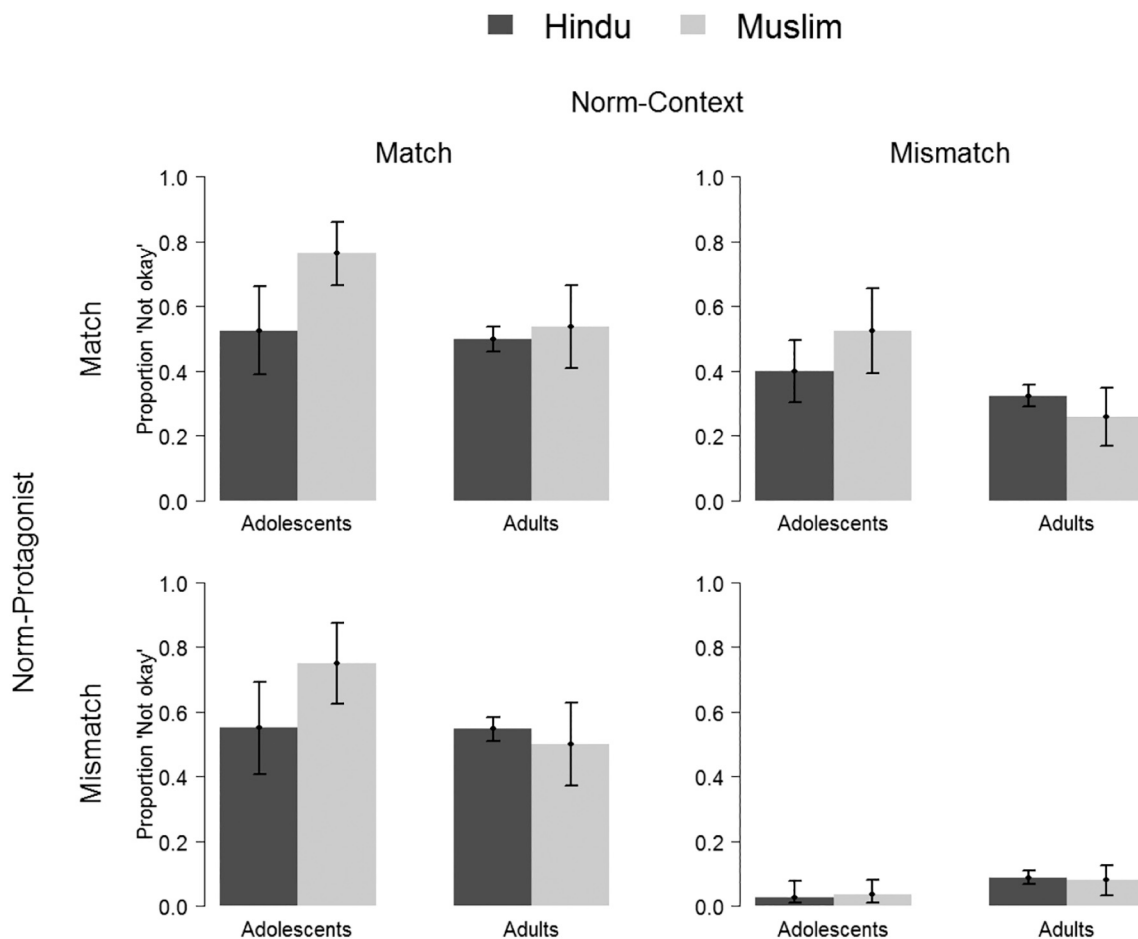 Hindu Muslim
Norm-Context
Match Mismatch
Norm-Protagonist
Match
Proportion 'Not okay'
1.0
0.8
0.6
0.4
0.2
0.0
Adolescents Adults
1.0
0.8
0.6
0.4
0.2
0.0
Adolescents Adults
Mismatch
Proportion 'Not okay'
1.0
0.8
0.6
0.4
0.2
0.0
Adolescents Adults
1.0
0.8
0.6
0.4
0.2
0.0
Adolescents Adults